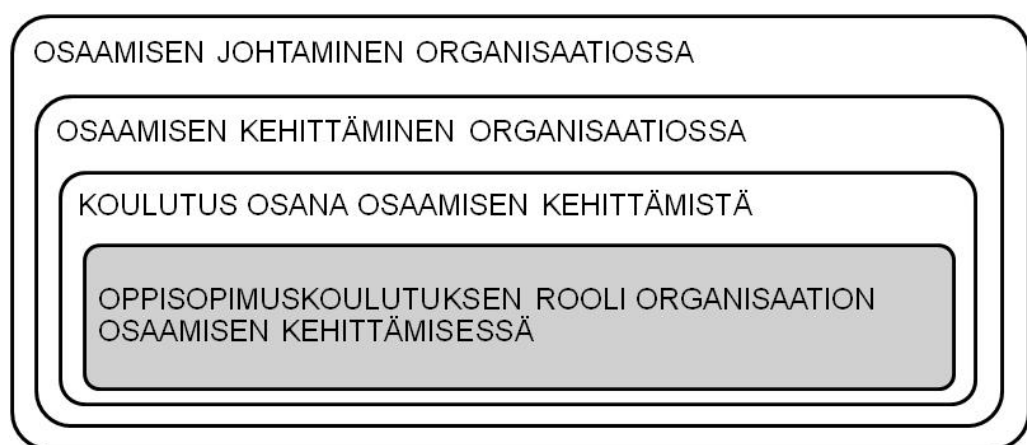 OSAAMISEN JOHTAMINEN ORGANISAATIOSSA
OSAAMISEN KEHITTÄMINEN ORGANISAATIOSSA
KOULUTUS OSANA OSAAMISEN KEHITTÄMISTÄ
OPPISOPIMUSKOULUTUKSEN ROOLI ORGANISAATION
OSAAMISEN KEHITTÄMISESSÄ